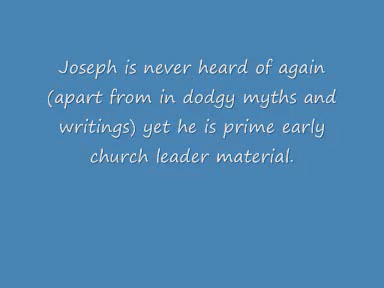 Joseph is never heard of again
(apart from in dodgy myths and
writings) yet he is prime early
church leader material.